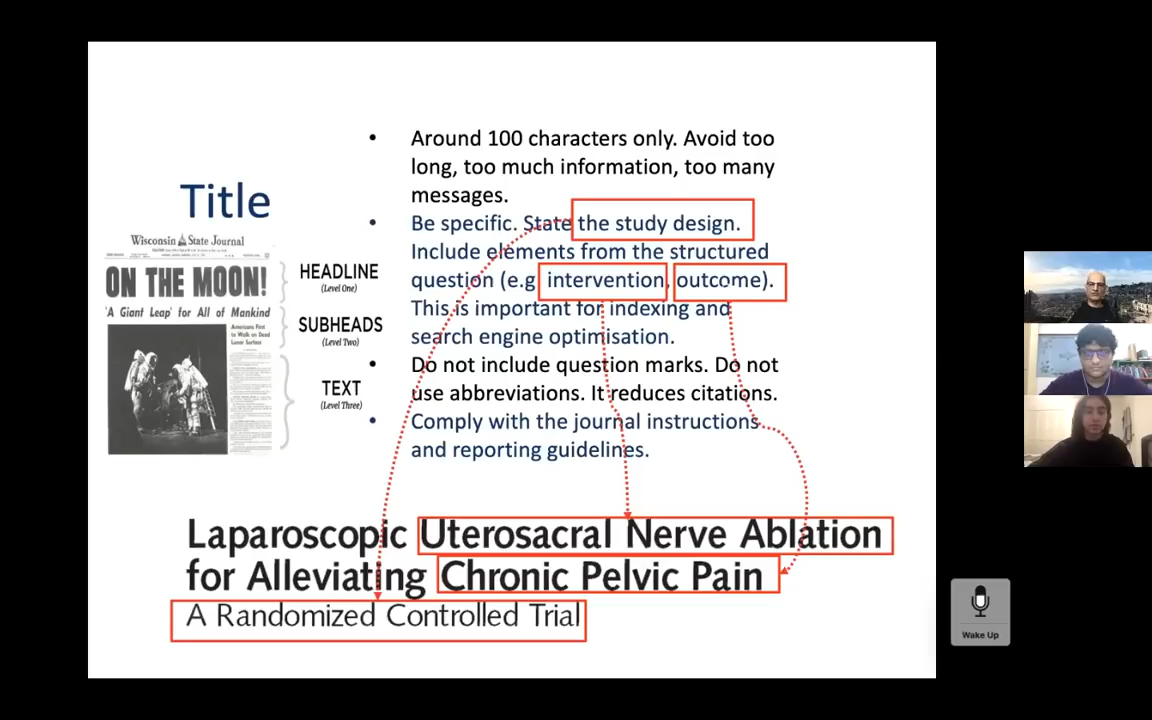 Title
Wisconsin State Journal
ON THE MOON!
'A Giant Leap' for All of Mankind
Americans First
to Walk on Dead
Lunar Surface
HEADLINE
(Level One)
SUBHEADS
(Level Two)
TEXT
(Level Three)
• Around 100 characters only. Avoid too
long, too much information, too many
messages.
• Be specific. State the study design.
Include elements from the structured
question (e.g intervention, outcome).
This is important for indexing and
search engine optimisation.
• Do not include question marks. Do not
use abbreviations. It reduces citations.
• Comply with the journal instructions
and reporting guidelines.
Laparoscopic Uterosacral Nerve Ablation
for Alleviating Chronic Pelvic Pain
A Randomized Controlled Trial
Wake Up